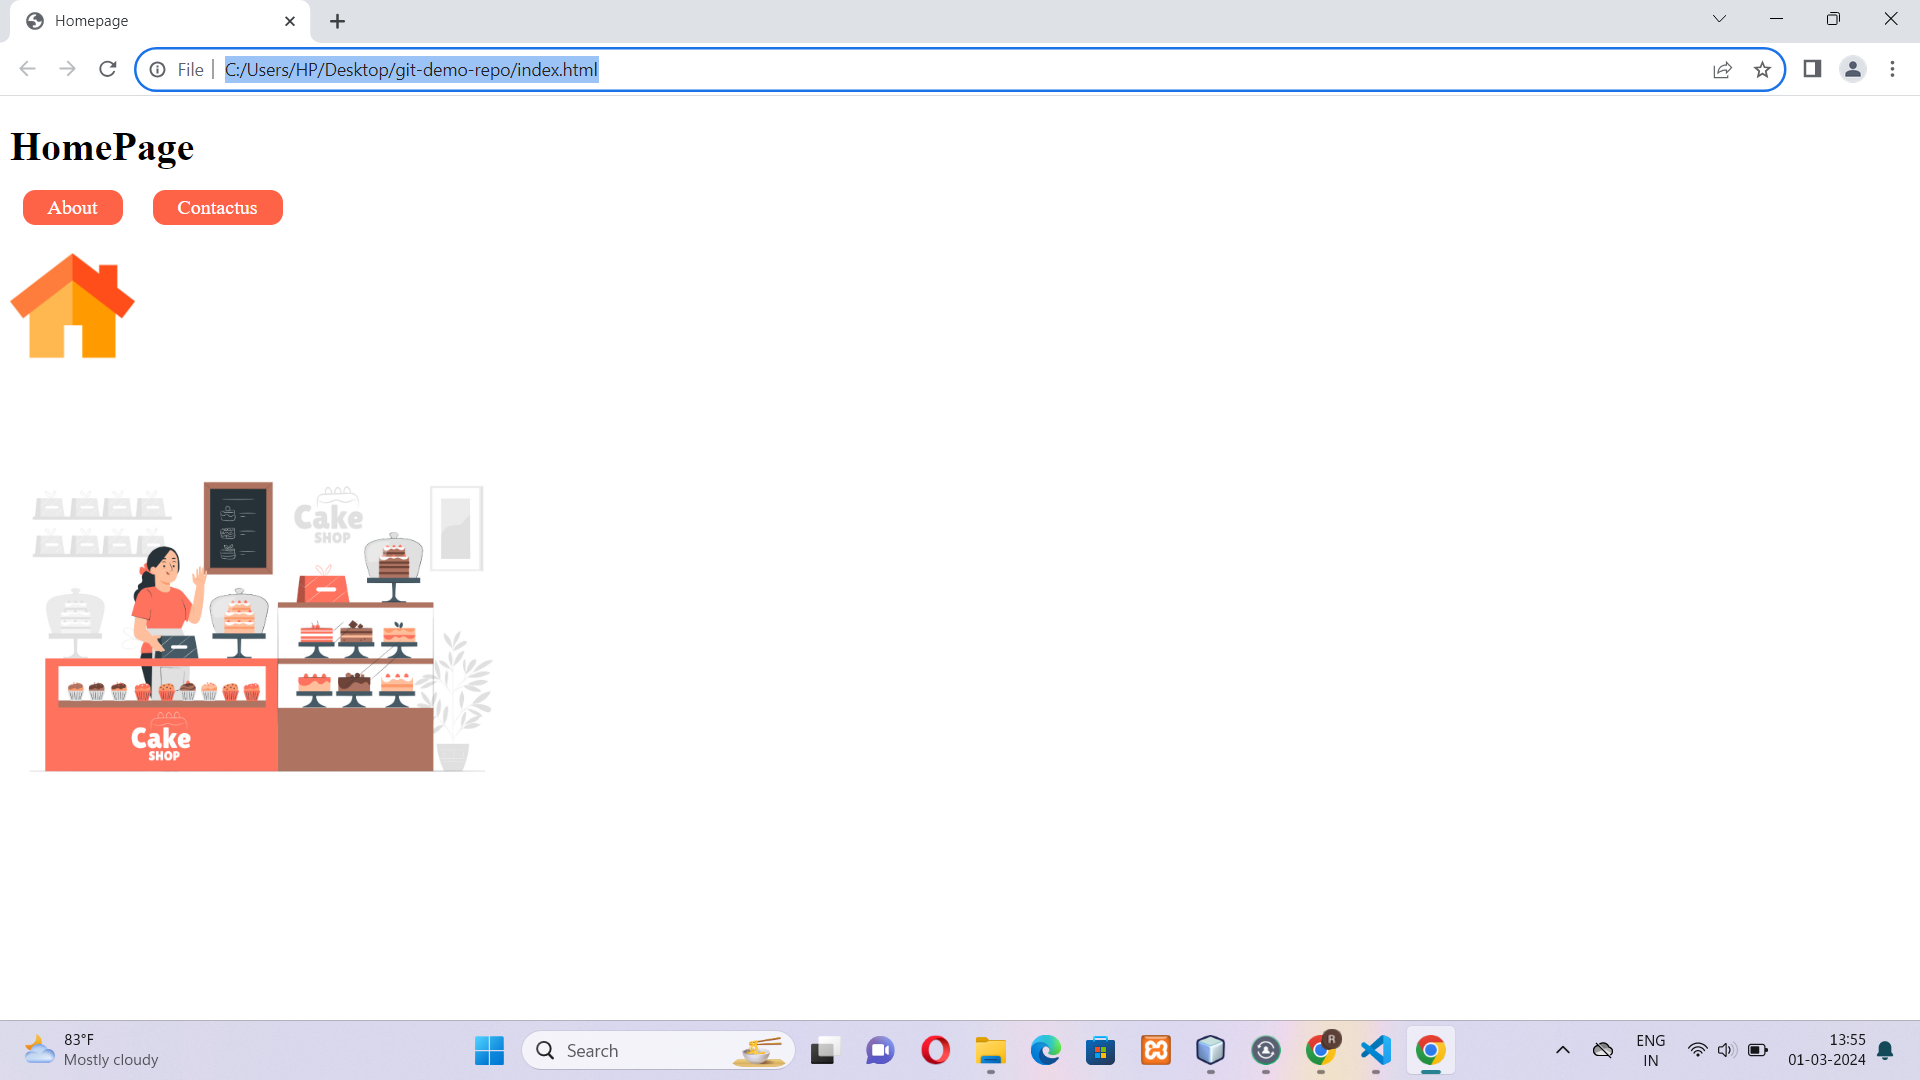 Homepage
File
C:/Users/HP/Desktop/git-demo-repo/index.html
HomePage
About
Contactus
Cake
SHOP
Cake
SHOP
83°F
Mostly cloudy
Search
R
ENG
IN
13:55
01-03-2024